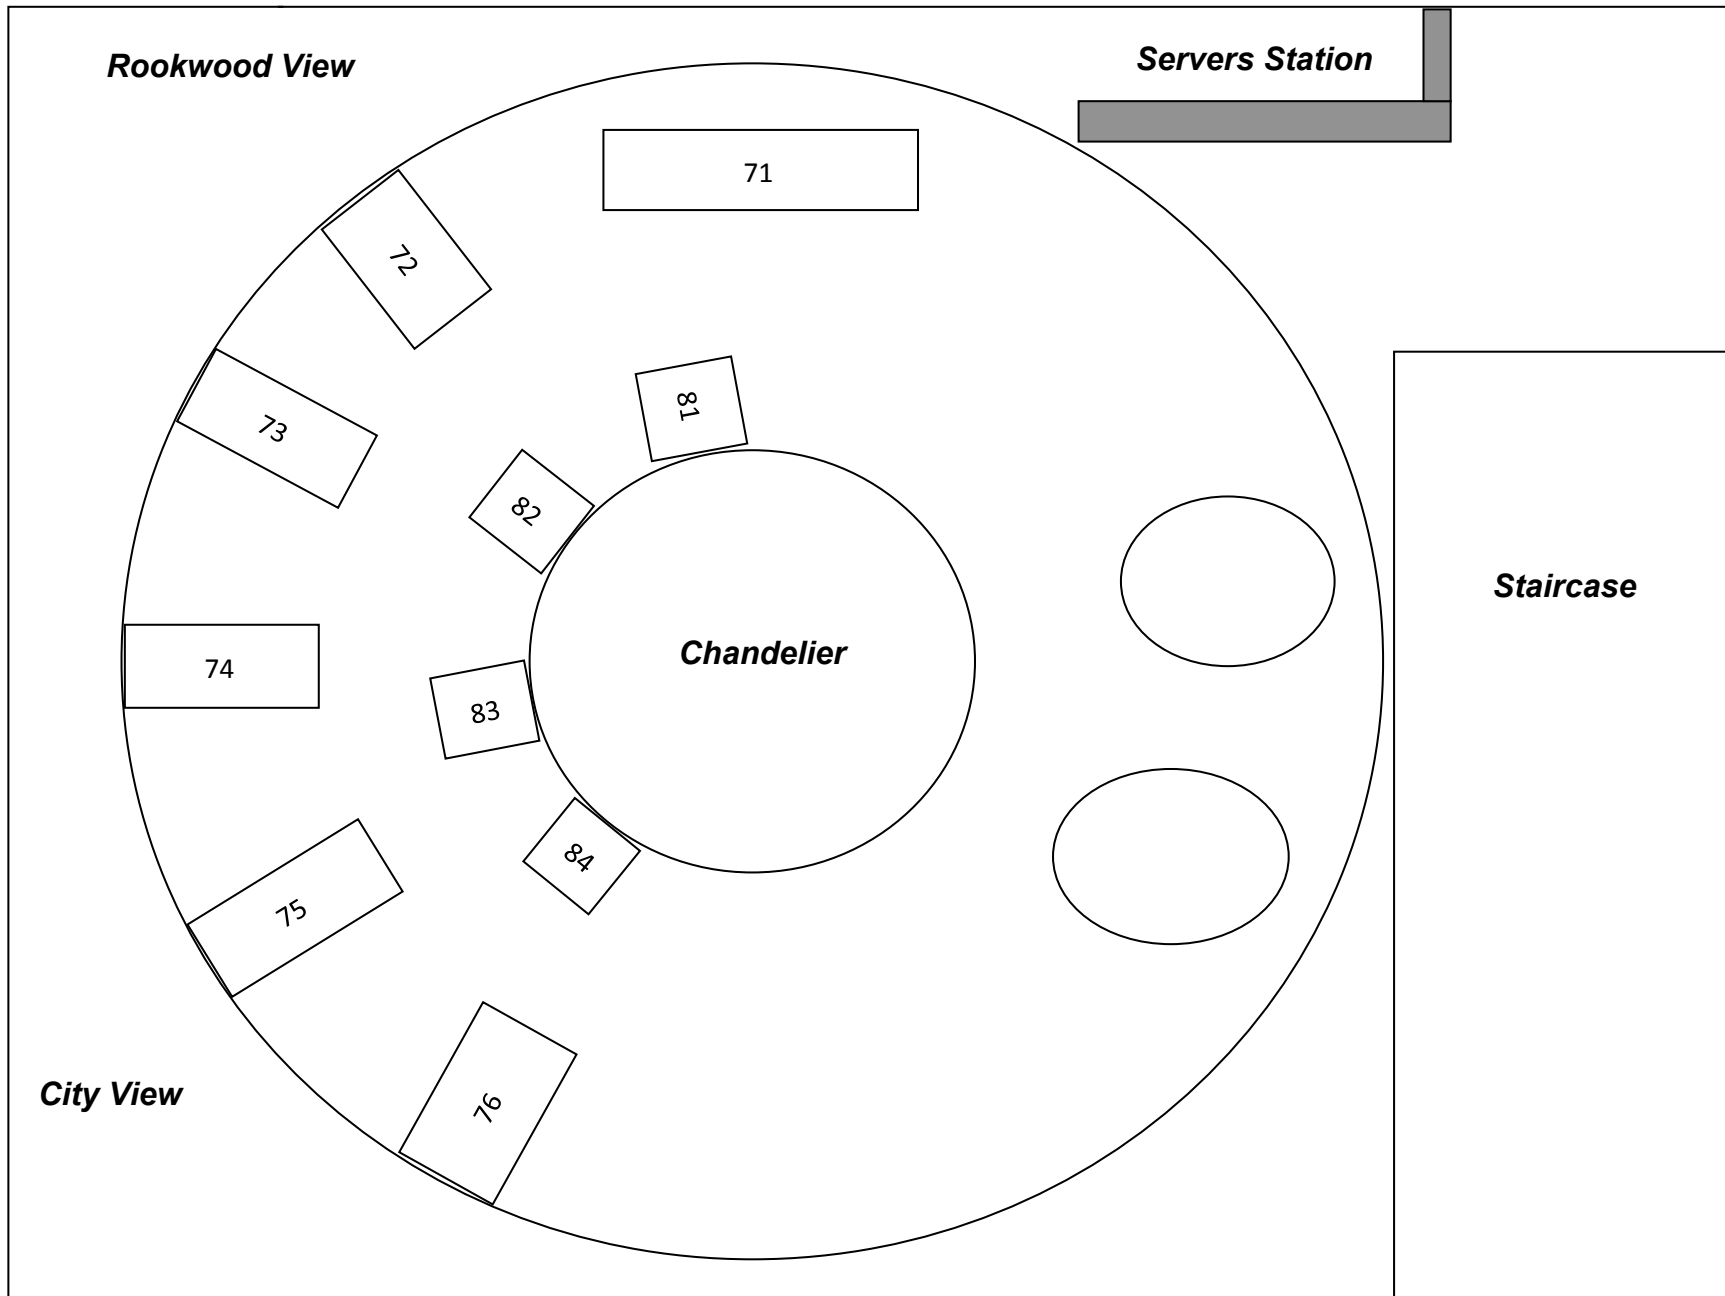 Rookwood View
Servers Station
71
72
81
73
82
Staircase
Chandelier
74
83
84
75
City View
76